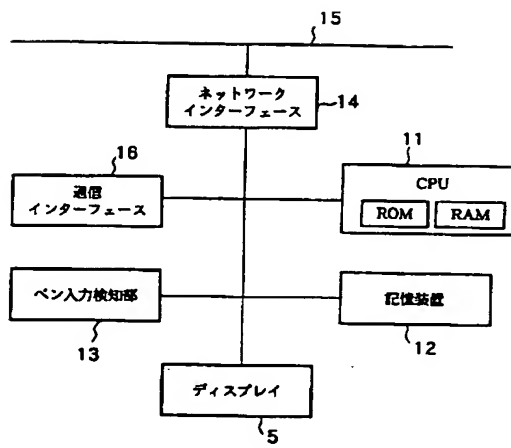 15
ネットワーク
インターフェース
14
16
11
通信
インターフェース
CPU
ROM RAM
ペン入力検知部
記憶装置
13
12
ディスプレイ
5